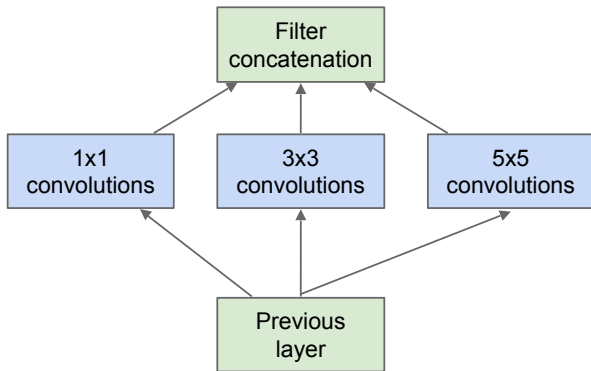 Filter
concatenation
1x1
convolutions
3x3
convolutions
5x5
convolutions
Previous
layer